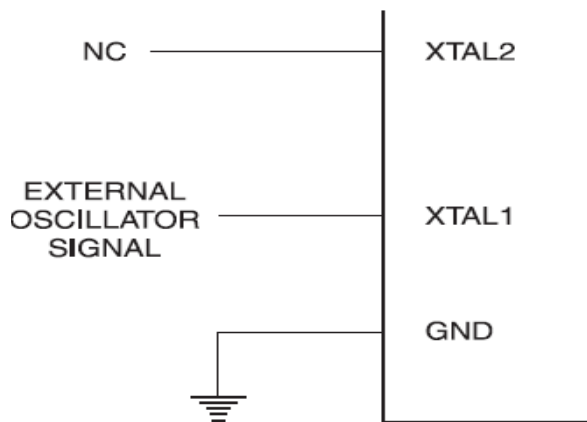 NC
XTAL2
EXTERNAL
OSCILLATOR
SIGNAL
XTAL1
GND